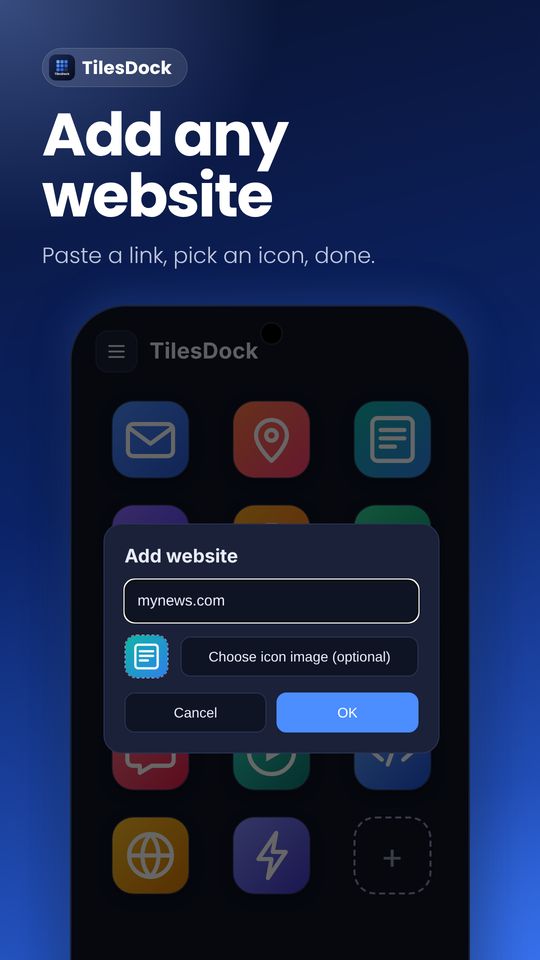 TilesDock
Add any
website
Paste a link, pick an icon, done.
TilesDock
Add website
mynews.com
Choose icon image (optional)
Cancel
OK